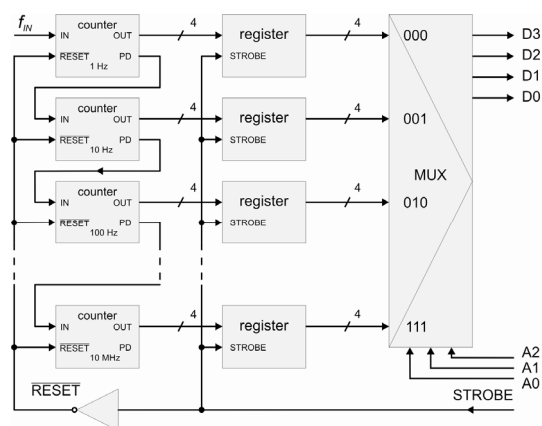 f_IN
counter
IN OUT
RESET PD
1 Hz
4
register
STROBE
4
000
D3
D2
D1
D0
counter
IN OUT
RESET PD
10 Hz
4
register
STROBE
4
001
MUX
counter
IN OUT
RESET PD
100 Hz
4
register
STROBE
4
010
counter
IN OUT
RESET PD
10 MHz
4
register
STROBE
4
111
A2
A1
A0
RESET
STROBE